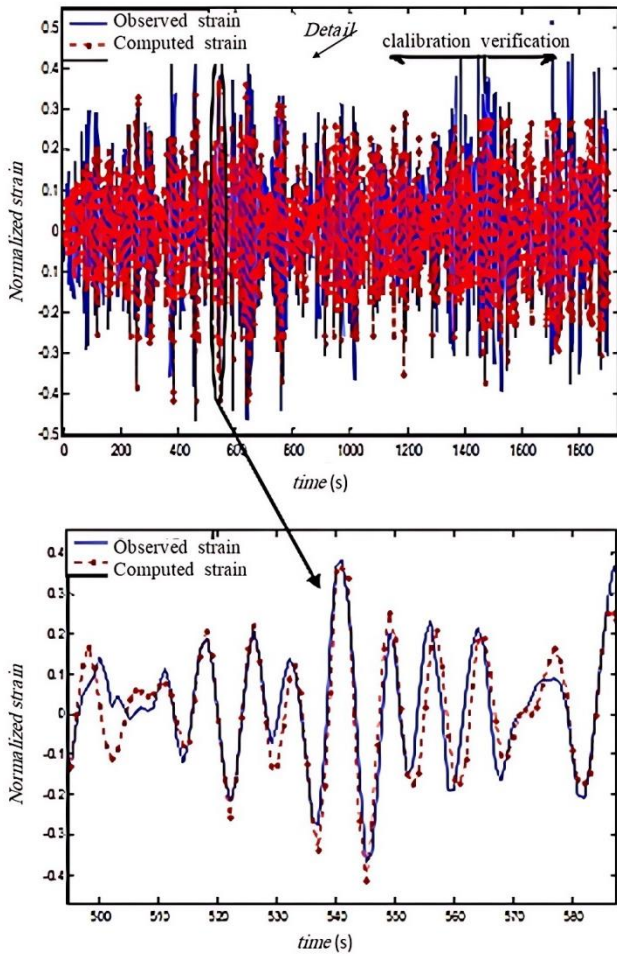 Observed strain
Computed strain
Detail
clalibration verification
Normalized strain
0.5
0.4
0.3
0.2
0.1
0
0.1
-0.2
-0.3
-0.4
-0.5
0 200 400 600 800 1000 1200 1400 1600 1800
time (s)
Observed strain
Computed strain
Normalized strain
0.4
0.3
0.2
0.1
0
-0.1
-0.2
-0.3
-0.4
500 510 520 530 540 550 560 570 580
time (s)